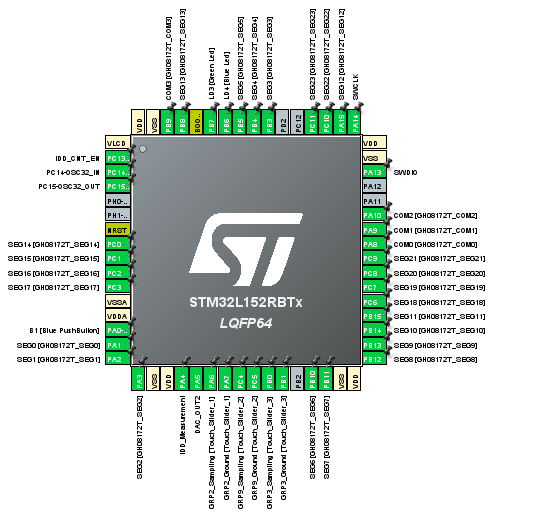 COM3 [GH08172T_COM3]
SEG13 [GH08172T_SEG13]
LD3 [Green Led]
LD4 [Blue Led]
SEG5 [GH08172T_SEG5]
SEG4 [GH08172T_SEG4]
SEG3 [GH08172T_SEG3]
SEG23 [GH08172T_SEG23]
SEG22 [GH08172T_SEG22]
SEG12 [GH08172T_SEG12]
SWCLK
VDD
VSS
PB9
PB8
BOO..
PB7
PB6
PB5
PB4
PB3
PD2
PC12
PC11
PC10
PA15
PA14
VLCD
IDD_CNT_EN PC13..
PC14-OSC32_IN PC14..
PC15-OSC32_OUT PC15..
PH0-..
PH1-..
NRST
SEG14 [GH08172T_SEG14] PC0
SEG15 [GH08172T_SEG15] PC1
SEG16 [GH08172T_SEG16] PC2
SEG17 [GH08172T_SEG17] PC3
VSSA
VDDA
B1 [Blue PushButton] PA0-..
SEG0 [GH08172T_SEG0] PA1
SEG1 [GH08172T_SEG1] PA2
STM32L152RBTx
LQFP64
VDD
VSS
PA13 SWDIO
PA12
PA11
PA10 COM2 [GH08172T_COM2]
PA9 COM1 [GH08172T_COM1]
PA8 COM0 [GH08172T_COM0]
PC9 SEG21 [GH08172T_SEG21]
PC8 SEG20 [GH08172T_SEG20]
PC7 SEG19 [GH08172T_SEG19]
PC6 SEG18 [GH08172T_SEG18]
PB15 SEG11 [GH08172T_SEG11]
PB14 SEG10 [GH08172T_SEG10]
PB13 SEG9 [GH08172T_SEG9]
PB12 SEG8 [GH08172T_SEG8]
PA3
VSS
VDD
PA4
PA5
PA6
PA7
PC4
PC5
PB0
PB1
PB2
PB10
PB11
VSS
VDD
SEG2 [GH08172T_SEG2]
IDD_Measurement
DAC_OUT2
GRP2_Sampling [Touch_Slider_1]
GRP2_Ground [Touch_Slider_1]
GRP9_Sampling [Touch_Slider_2]
GRP9_Ground [Touch_Slider_2]
GRP3_Sampling [Touch_Slider_3]
GRP3_Ground [Touch_Slider_3]
SEG6 [GH08172T_SEG6]
SEG7 [GH08172T_SEG7]